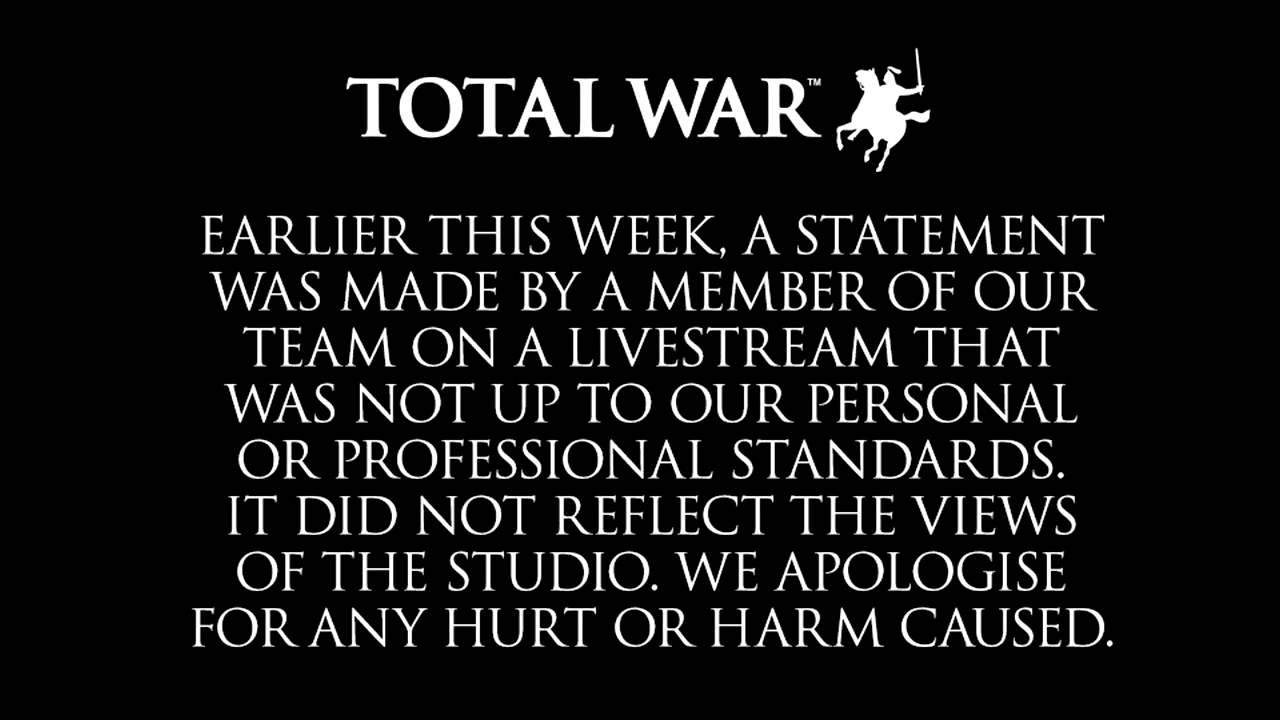 TOTAL WAR™
EARLIER THIS WEEK, A STATEMENT
WAS MADE BY A MEMBER OF OUR
TEAM ON A LIVESTREAM THAT
WAS NOT UP TO OUR PERSONAL
OR PROFESSIONAL STANDARDS.
IT DID NOT REFLECT THE VIEWS
OF THE STUDIO. WE APOLOGISE
FOR ANY HURT OR HARM CAUSED.